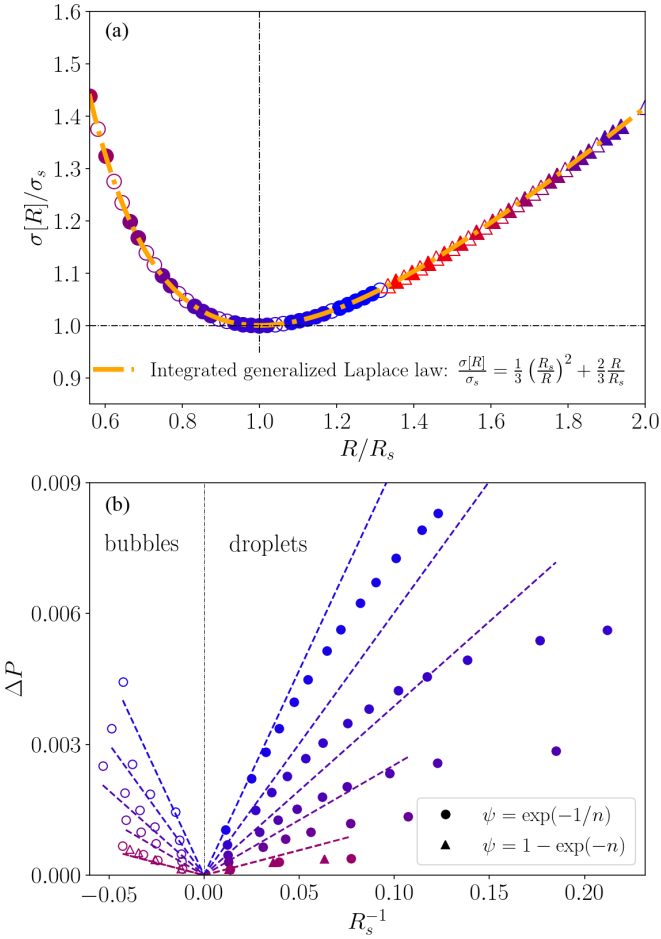 1.6
(a)
1.5
1.4
1.3
1.2
1.1
1.0
0.9
σ[R]/σ_s
Integrated generalized Laplace law: σ[R]/σ_s = 1/3 (R_s/R)^2 + 2/3 R/R_s
0.6 0.8 1.0 1.2 1.4 1.6 1.8 2.0
R/R_s
0.009
(b)
bubbles droplets
0.006
0.003
0.000
ΔP
ψ = exp(−1/n)
ψ = 1 − exp(−n)
−0.05 0.00 0.05 0.10 0.15 0.20
R_s^{-1}